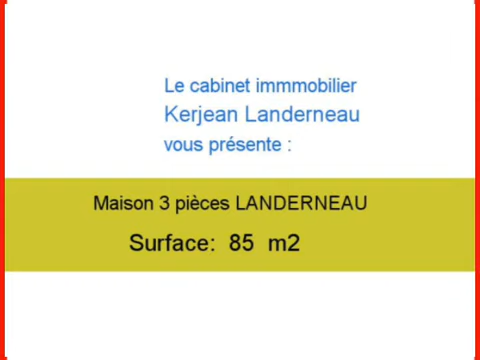 Le cabinet immmobilier
Kerjean Landerneau
vous présente :
Maison 3 pièces LANDERNEAU
Surface: 85 m2